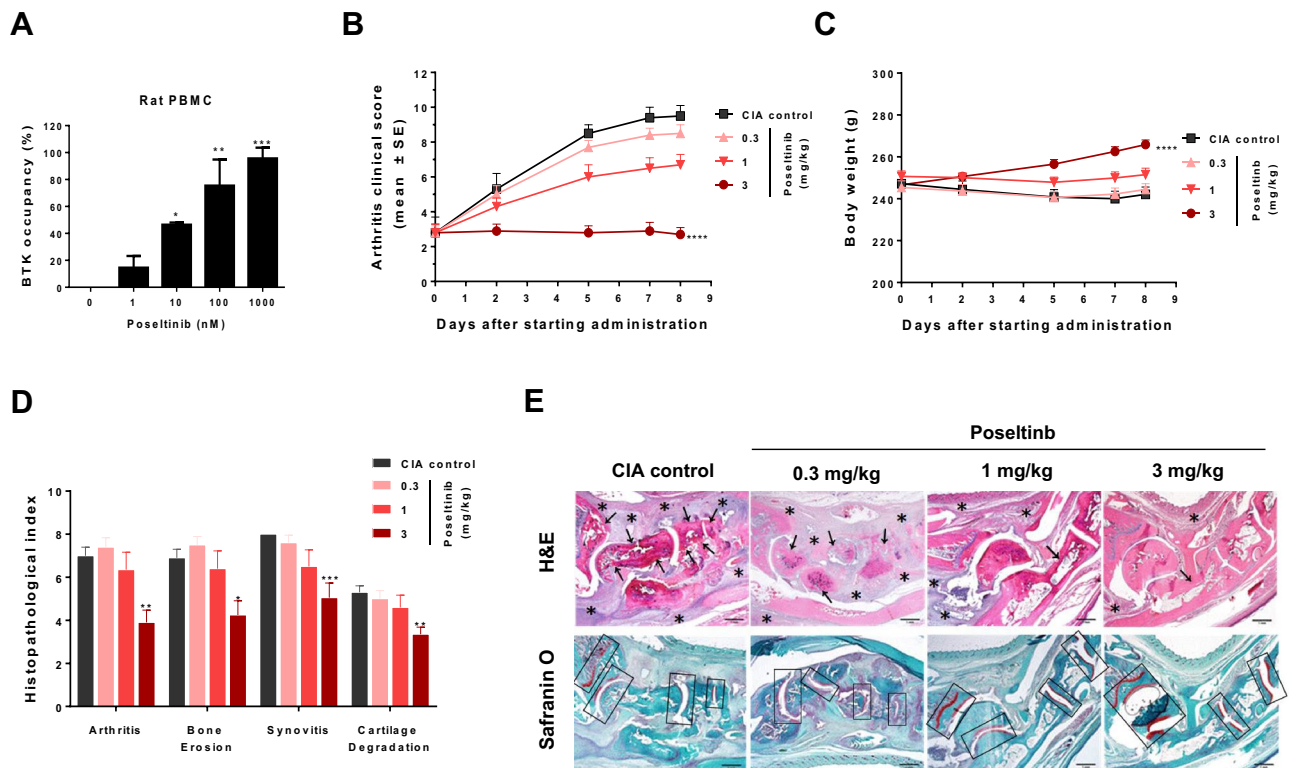 A
Rat PBMC
BTK occupancy (%)
120
100
80
60
40
20
0
*
**
***
0 1 10 100 1000
Poseltinib (nM)
B
Arthritis clinical score
(mean ± SE)
12
10
8
6
4
2
0
0 1 2 3 4 5 6 7 8 9
Days after starting administration
****
CIA control
0.3
1
3
Poseltinib
(mg/kg)
C
Body weight (g)
300
280
260
240
220
200
0 1 2 3 4 5 6 7 8 9
Days after starting administration
****
CIA control
0.3
1
3
Poseltinib
(mg/kg)
D
Histopathological index
10
8
6
4
2
0
**
*
***
**
Arthritis
Bone
Erosion
Synovitis
Cartilage
Degradation
CIA control
0.3
1
3
Poseltinib
(mg/kg)
E
Poseltinb
CIA control 0.3 mg/kg 1 mg/kg 3 mg/kg
H&E
Safranin O